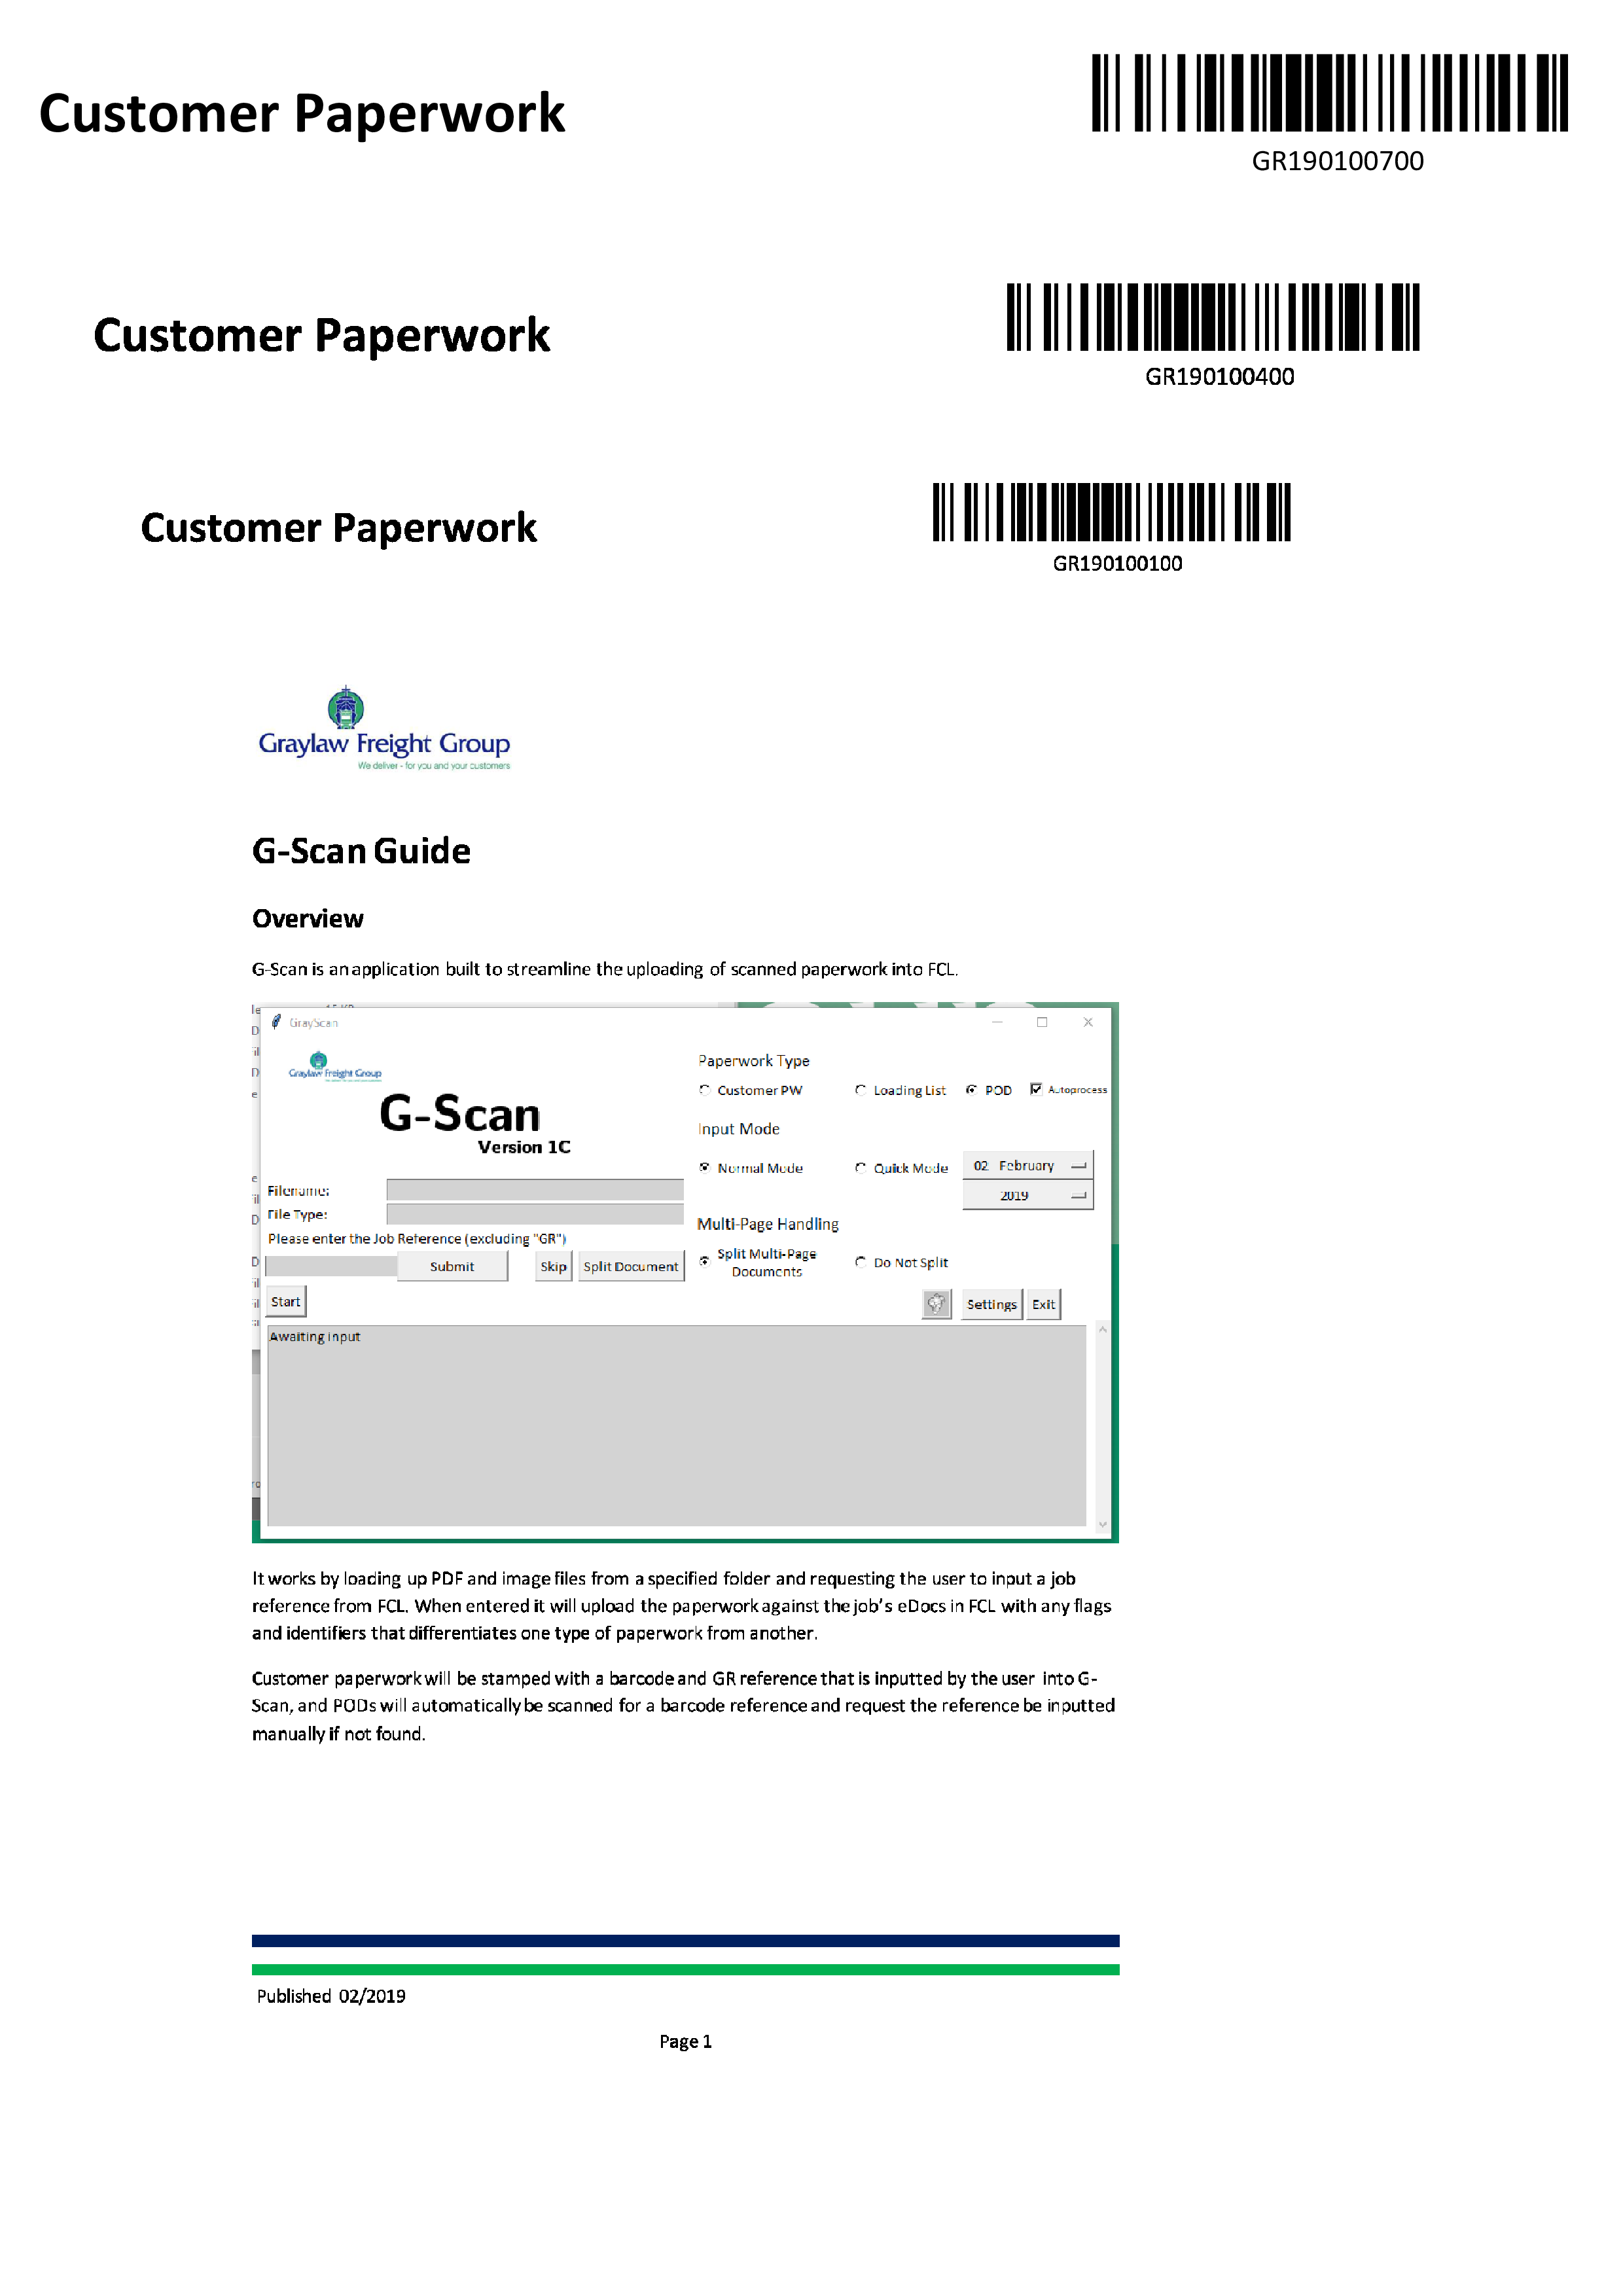 Customer Paperwork
GR190100700
Customer Paperwork
GR190100400
Customer Paperwork
GR190100100
Graylaw Freight Group
We deliver - for you and your customers
G-Scan Guide
Overview
G-Scan is an application built to streamline the uploading of scanned paperwork into FCL.
GrayScan
Graylaw Freight Group
G-Scan
Version 1C
Paperwork Type
Customer PW Loading List POD Autoprocess
Input Mode
Normal Mode Quick Mode 02 February
2019
Filename:
File Type:
Multi-Page Handling
Please enter the Job Reference (excluding "GR")
Submit Skip Split Document
Split Multi-Page
Documents
Do Not Split
Start
Settings Exit
Awaiting input
It works by loading up PDF and image files from a specified folder and requesting the user to input a job
reference from FCL. When entered it will upload the paperwork against the job's eDocs in FCL with any flags
and identifiers that differentiates one type of paperwork from another.
Customer paperwork will be stamped with a barcode and GR reference that is inputted by the user into G-
Scan, and PODs will automatically be scanned for a barcode reference and request the reference be inputted
manually if not found.
Published 02/2019
Page 1